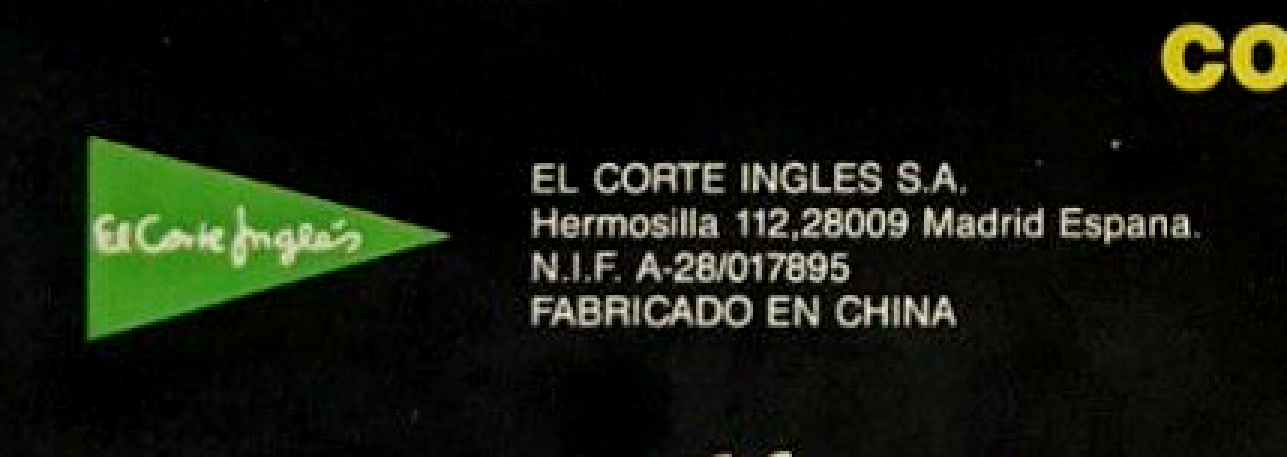 CO
El Corte Inglés
EL CORTE INGLES S.A.
Hermosilla 112,28009 Madrid Espana.
N.I.F. A-28/017895
FABRICADO EN CHINA